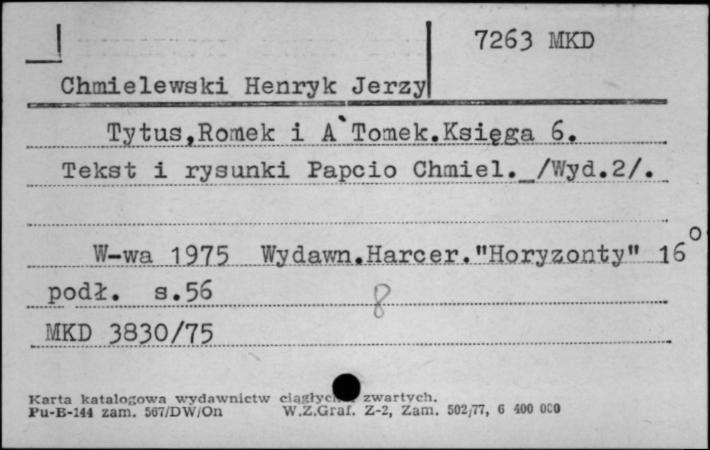 7263 MKD
Chmielewski Henryk Jerzy
Tytus,Romek i A`Tomek.Księga 6.
Tekst i rysunki Papcio Chmiel. /Wyd.2/.
W-wa 1975 Wydawn.Harcer."Horyzonty" 16°
podł. s.56
8
MKD 3830/75
Karta katalogowa wydawnictw ciągłych zwartych.
Pu-B-144 zam. 567/DW/On W.Z.Graf. Z-2, Zam. 502/77, 6 400 000